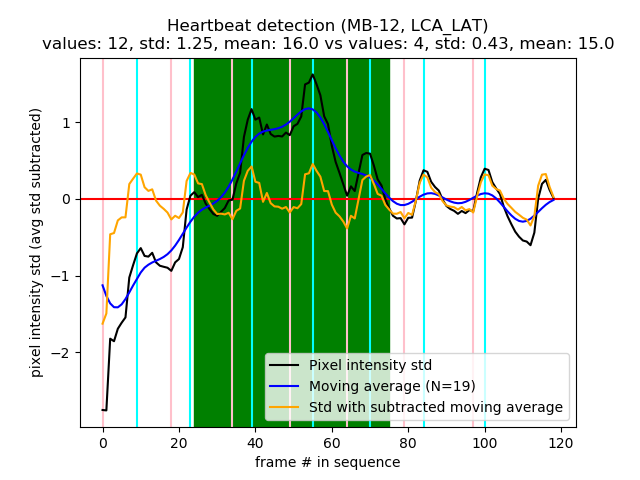 Heartbeat detection (MB-12, LCA_LAT)
values: 12, std: 1.25, mean: 16.0 vs values: 4, std: 0.43, mean: 15.0
pixel intensity std (avg std subtracted)
1
0
−1
−2
Pixel intensity std
Moving average (N=19)
Std with subtracted moving average
0 20 40 60 80 100 120
frame # in sequence